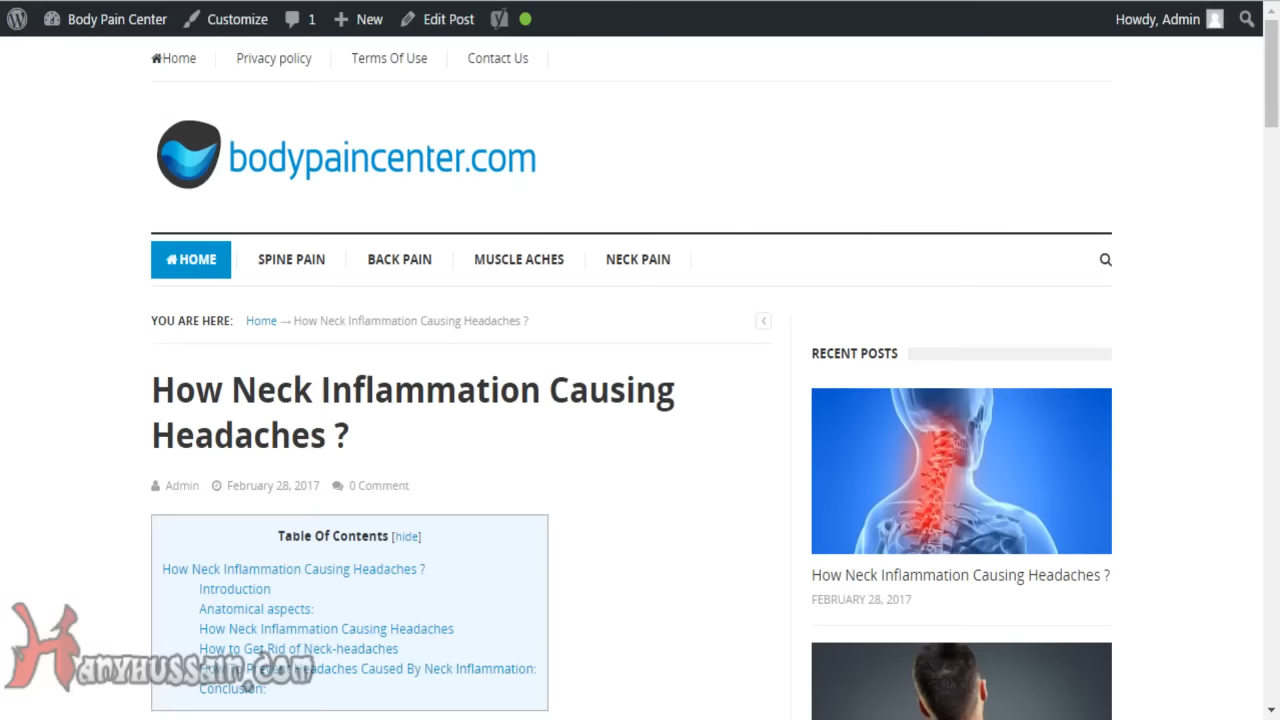 Body Pain Center Customize 1 New Edit Post Howdy, Admin
Home Privacy policy Terms Of Use Contact Us
bodypaincenter.com
HOME SPINE PAIN BACK PAIN MUSCLE ACHES NECK PAIN
YOU ARE HERE: Home → How Neck Inflammation Causing Headaches ?
How Neck Inflammation Causing
Headaches ?
Admin February 28, 2017 0 Comment
Table Of Contents [hide]
How Neck Inflammation Causing Headaches ?
Introduction
Anatomical aspects:
How Neck Inflammation Causing Headaches
How to Get Rid of Neck-headaches
Headaches Caused By Neck Inflammation:
Conclusion:
HanyHussain.com
RECENT POSTS
How Neck Inflammation Causing Headaches ?
FEBRUARY 28, 2017